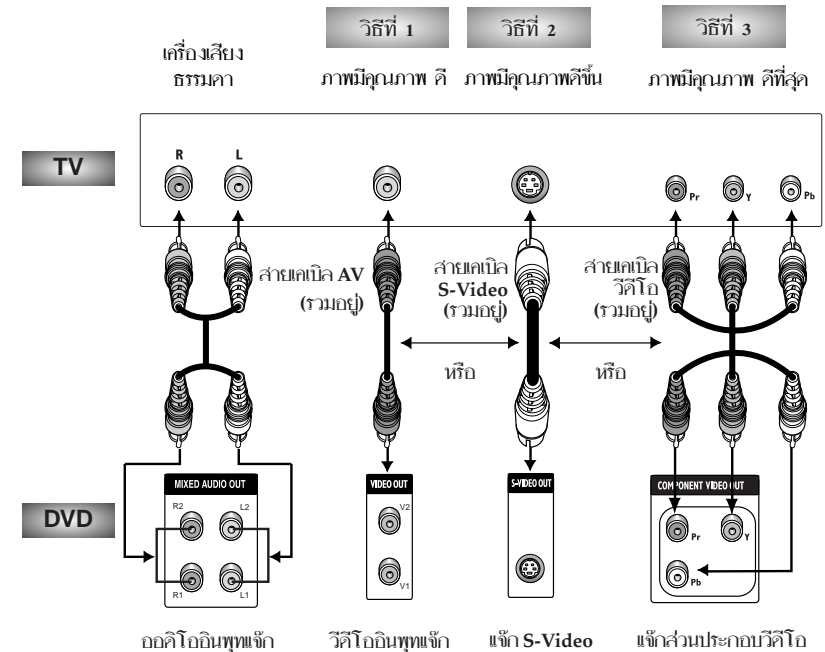 วิธีที่ 1
วิธีที่ 2
วิธีที่ 3
เครื่องเสียง
ธรรมดา
ภาพมีคุณภาพ ดี
ภาพมีคุณภาพดีขึ้น
ภาพมีคุณภาพ ดีที่สุด
TV
R
L
Pr
Y
Pb
สายเคเบิล AV
(รวมอยู่)
สายเคเบิล
S-Video
(รวมอยู่)
สายเคเบิล
วีดีโอ
(รวมอยู่)
หรือ
หรือ
DVD
MIXED AUDIO OUT
R2
L2
R1
L1
VIDEO OUT
V2
V1
S-VIDEO OUT
COMPONENT VIDEO OUT
Pr
Y
Pb
ออดิโออินพุทแจ็ก
วีดีโออินพุทแจ็ก
แจ็ก S-Video
แจ็กส่วนประกอบวีดีโอ